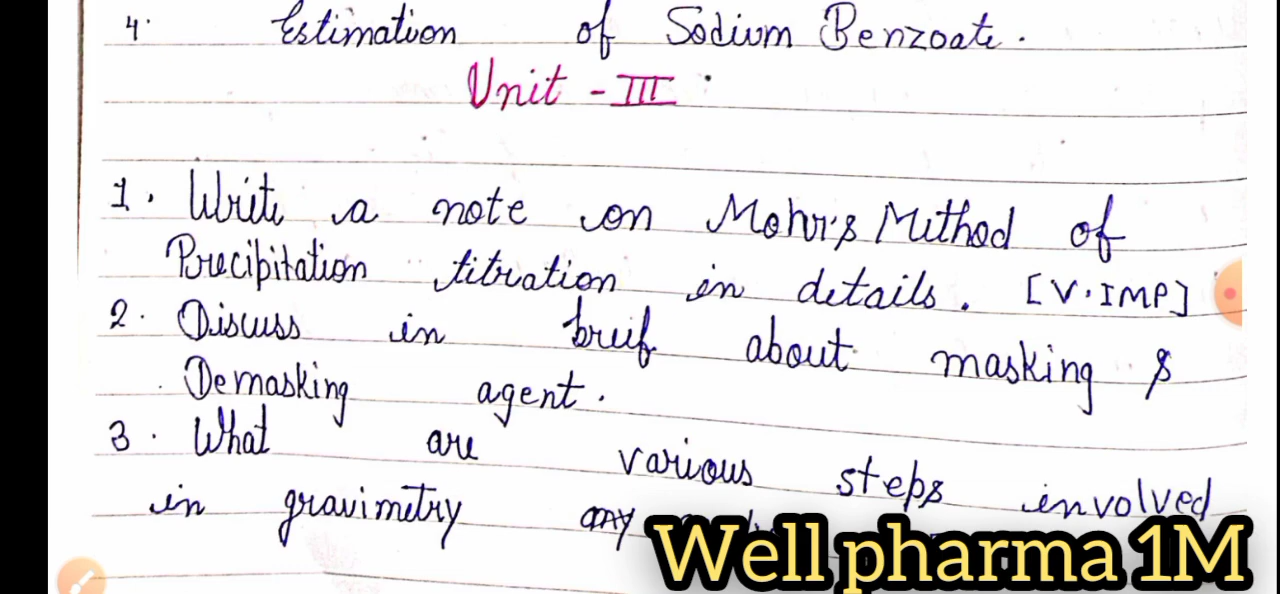 4. Estimation of Sodium Benzoate.
Unit - III
1. Write a note on Mohr's Method of
Precipitation titration in details. [V.IMP]
2. Discuss in brief about masking &
Demasking agent.
3. What are various steps involved
in gravimetry any
Well pharma 1M